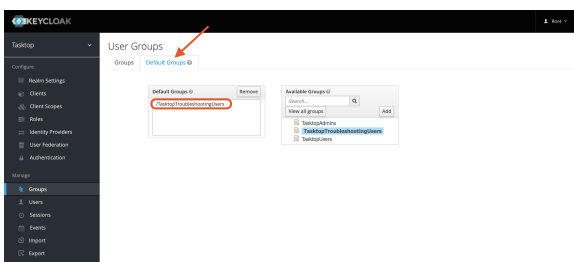 KEYCLOAK
Root
Tasktop
Configure
Realm Settings
Clients
Client Scopes
Roles
Identity Providers
User Federation
Authentication
Manage
Groups
Users
Sessions
Events
Import
Export
User Groups
Groups Default Groups
Default Groups Remove
/TasktopTroubleshootingUsers
Available Groups
Search...
View all groups Add
TasktopAdmins
TasktopTroubleshootingUsers
TasktopUsers